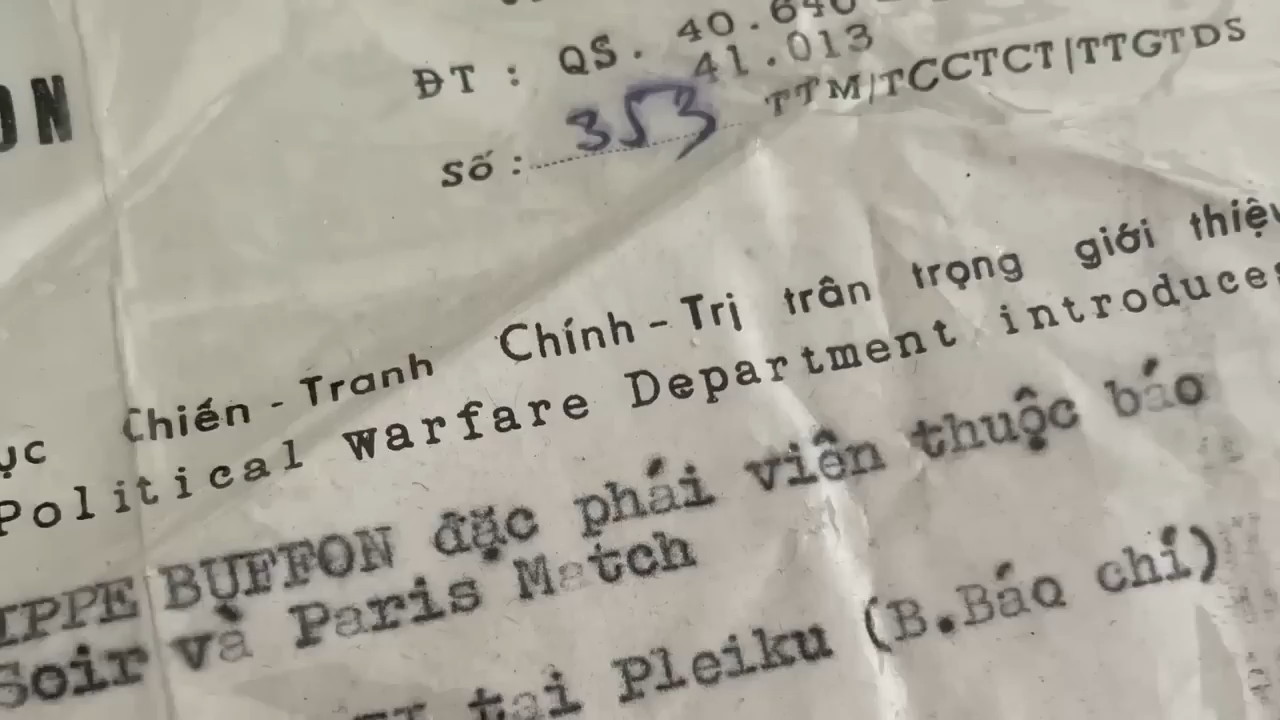 ON
ĐT : QS. 40.640
41.013
Số : 353 TTM/TCCTCT|TTGTDS
ục Chiến - Tranh Chính - Trị trân trọng giới thiệu
Political warfare Department introduces
IPPE BUFFON đặc phái viên thuộc báo
Soir và Paris Match
tại Pleiku (B.Báo chí)